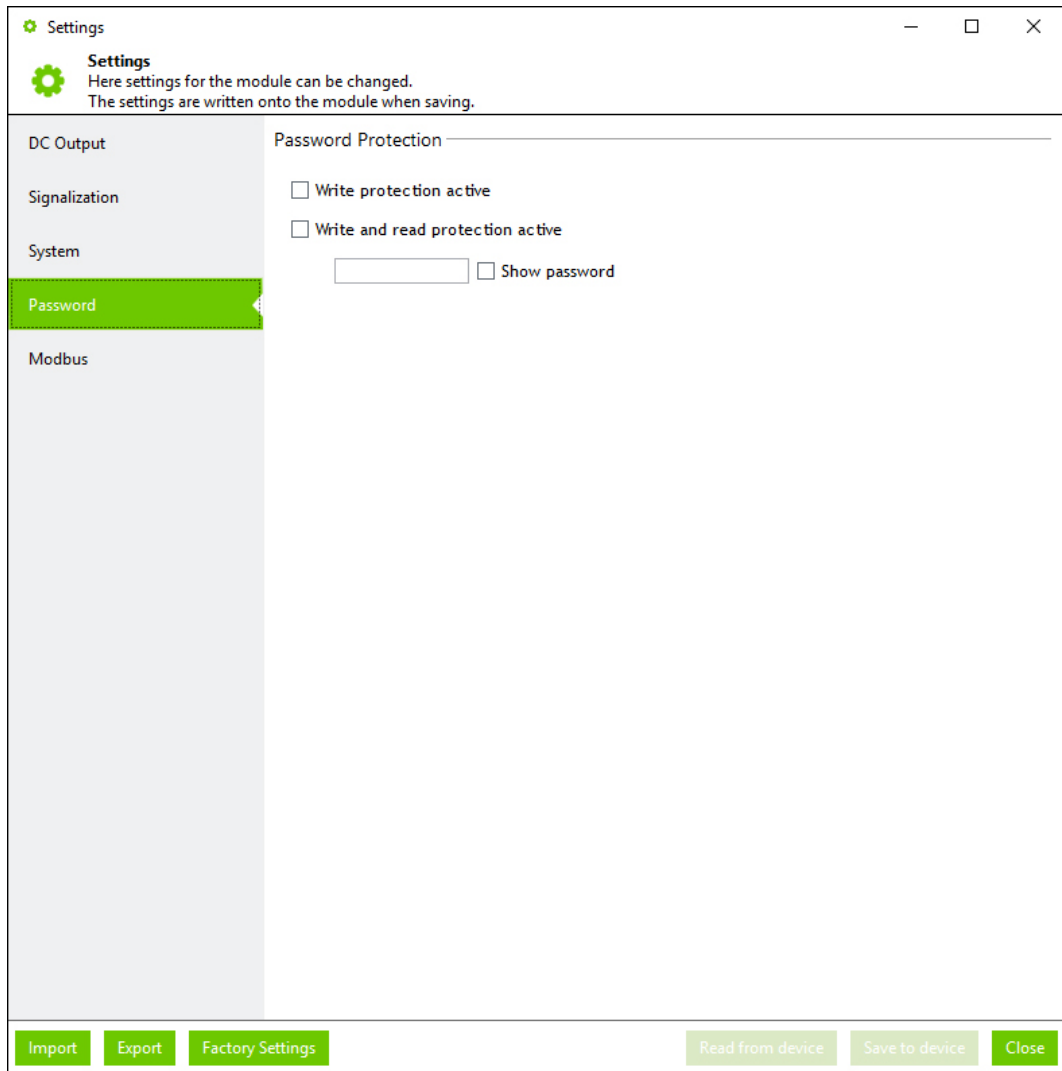 Settings
Settings
Here settings for the module can be changed.
The settings are written onto the module when saving.
DC Output
Signalization
System
Password
Modbus
Password Protection
Write protection active
Write and read protection active
Show password
Import
Export
Factory Settings
Read from device
Save to device
Close